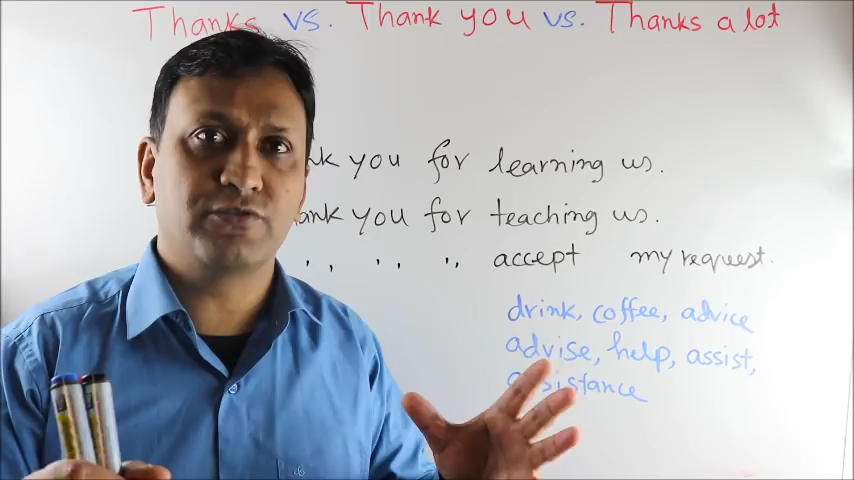 Thanks vs. Thank you vs. Thanks a lot
you for learning us.
you for teaching us.
,, ,, ,, accept my request.
drink, coffee, advice
advise, help, assist,
assistance